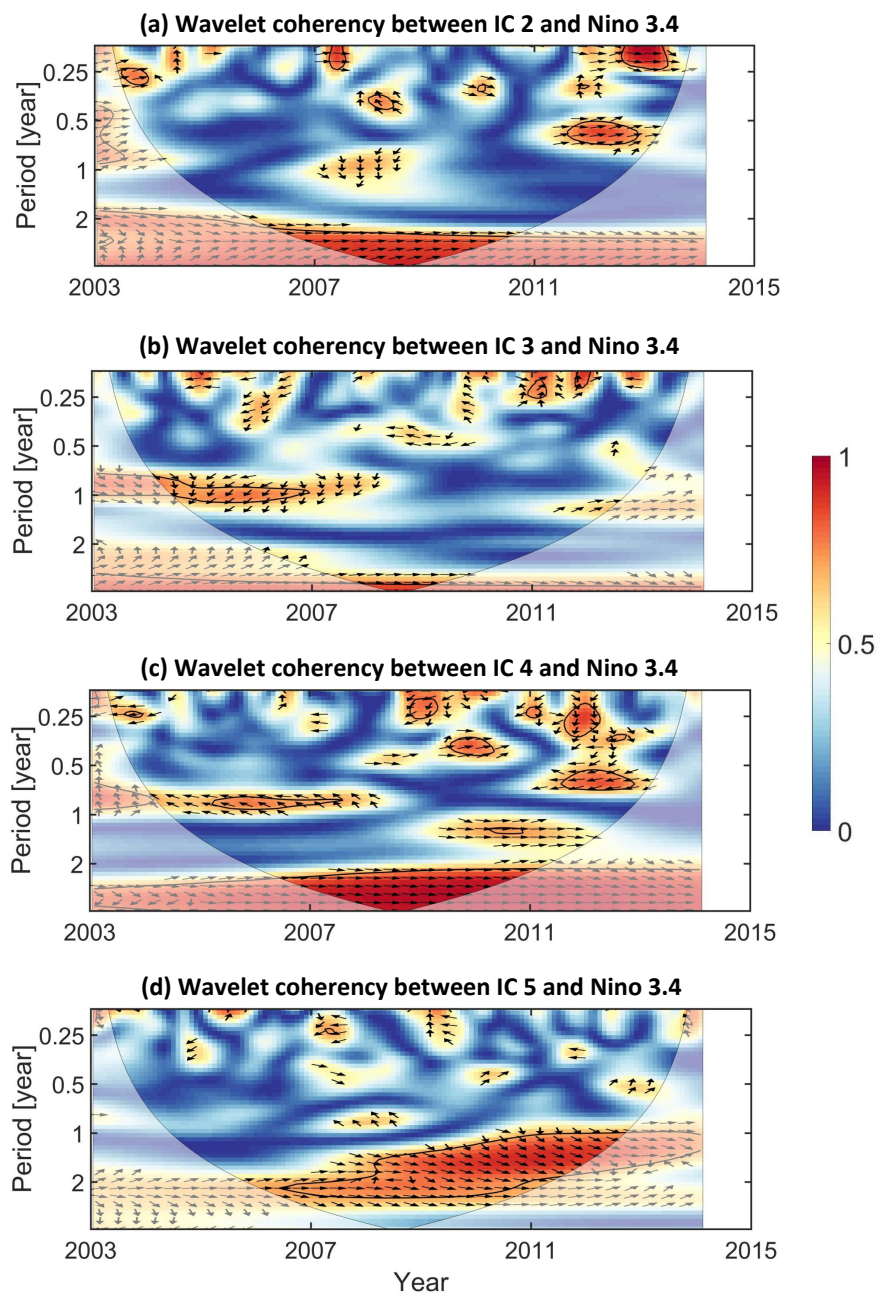 (a) Wavelet coherency between IC 2 and Nino 3.4
Period [year]
0.25
0.5
1
2
2003 2007 2011 2015
(b) Wavelet coherency between IC 3 and Nino 3.4
Period [year]
0.25
0.5
1
2
2003 2007 2011 2015
1
0.5
0
(c) Wavelet coherency between IC 4 and Nino 3.4
Period [year]
0.25
0.5
1
2
2003 2007 2011 2015
(d) Wavelet coherency between IC 5 and Nino 3.4
Period [year]
0.25
0.5
1
2
2003 2007 2011 2015
Year